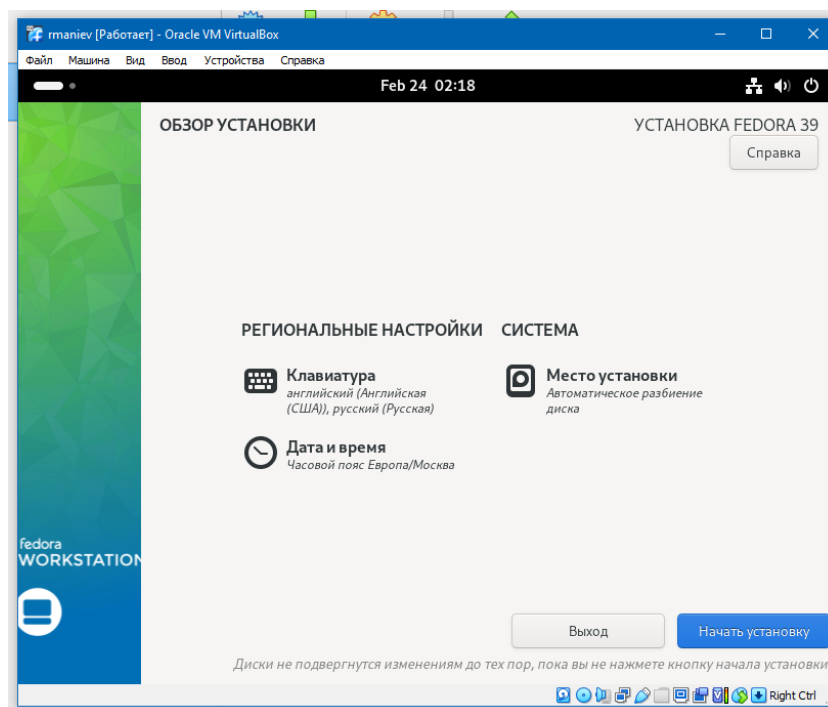 rmaniev [Работает] - Oracle VM VirtualBox
Файл Машина Вид Ввод Устройства Справка
Feb 24 02:18
ОБЗОР УСТАНОВКИ
УСТАНОВКА FEDORA 39
Справка
РЕГИОНАЛЬНЫЕ НАСТРОЙКИ
Клавиатура
английский (Английская
(США)), русский (Русская)
Дата и время
Часовой пояс Европа/Москва
СИСТЕМА
Место установки
Автоматическое разбиение
диска
fedora
WORKSTATION
Выход
Начать установку
Диски не подвергнутся изменениям до тех пор, пока вы не нажмете кнопку начала установки
Right Ctrl